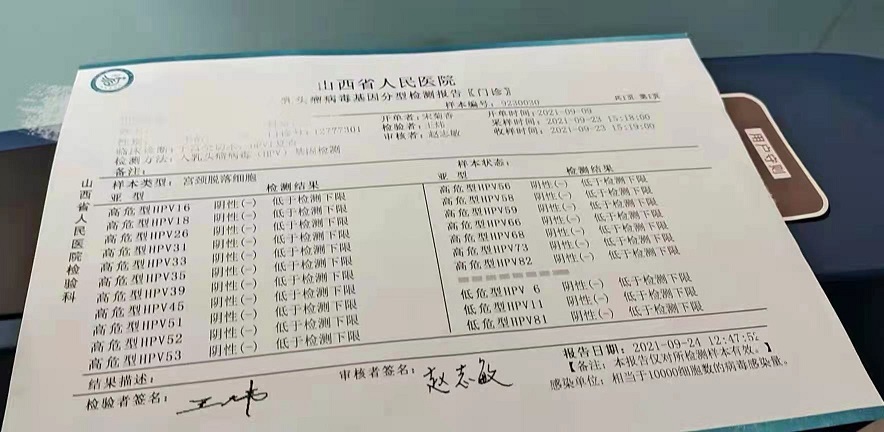 山西省人民医院
乳头瘤病毒基因分型检测报告《门诊》
样本编号：9230030 共1页 第1页
开单者：宋菊香 开单时间：2021-09-09
12777301 检验者：王炜 采样时间：2021-09-23 15:18:00
审核者：赵志敏 收样时间：2021-09-23 15:19:00
检测方法：人乳头瘤病毒（HPV）基因检测
备注：
样本类型：宫颈脱落细胞 样本状态：
亚 型 检测结果 亚 型 检测结果
高危型HPV16 阴性(-) 低于检测下限 高危型HPV56 阴性(-) 低于检测下限
高危型HPV18 阴性(-) 低于检测下限 高危型HPV58 阴性(-) 低于检测下限
高危型HPV26 阴性(-) 低于检测下限 高危型HPV59 阴性(-) 低于检测下限
高危型HPV31 阴性(-) 低于检测下限 高危型HPV66 阴性(-) 低于检测下限
高危型HPV33 阴性(-) 低于检测下限 高危型HPV68 阴性(-) 低于检测下限
高危型HPV35 阴性(-) 低于检测下限 高危型HPV73 阴性(-) 低于检测下限
高危型HPV39 阴性(-) 低于检测下限 高危型HPV82 阴性(-) 低于检测下限
高危型HPV45 阴性(-) 低于检测下限
高危型HPV51 阴性(-) 低于检测下限 低危型HPV 6 阴性(-) 低于检测下限
高危型HPV52 阴性(-) 低于检测下限 低危型HPV11 阴性(-) 低于检测下限
高危型HPV53 阴性(-) 低于检测下限 低危型HPV81 阴性(-) 低于检测下限
山西省人民医院检验科
结果描述：
报告日期：2021-09-24 12:47:52
【备注：本报告仅对所检测样本有效。】
感染单位：相当于10000细胞数的病毒感染量。
检验者签名：王炜 审核者签名：赵志敏
用户守则